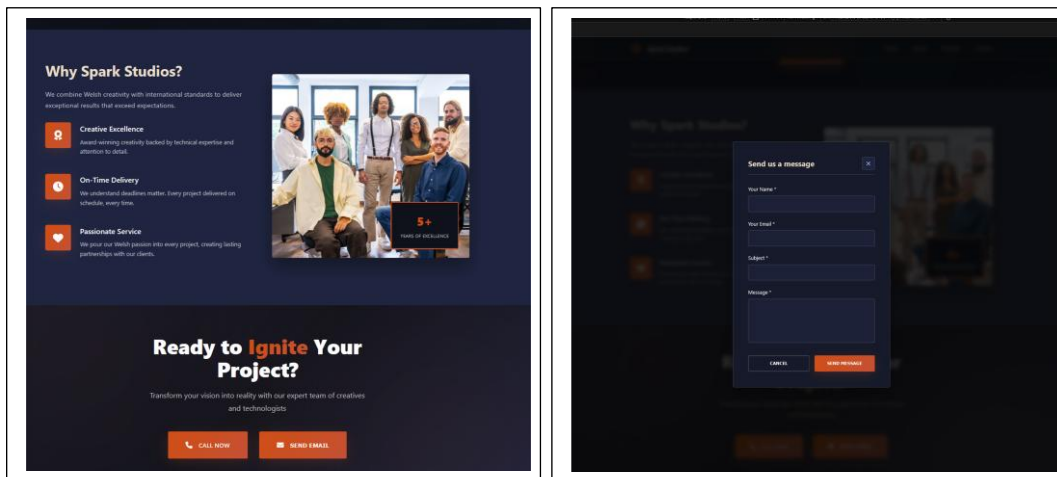 Why Spark Studios?
We combine Welsh creativity with international standards to deliver
exceptional results that exceed expectations.
Creative Excellence
Award-winning creativity backed by technical expertise and
attention to detail.
On-Time Delivery
We understand deadlines matter. Every project delivered on
schedule, every time.
Passionate Service
We pour our Welsh passion into every project, creating lasting
partnerships with our clients.
5+
YEARS OF EXCELLENCE
Ready to Ignite Your
Project?
Transform your vision into reality with our expert team of creatives
and technologists
CALL NOW
SEND EMAIL
Why Spark Studios?
Send us a message
Your Name *
Your Email *
Subject *
Message *
CANCEL
SEND MESSAGE